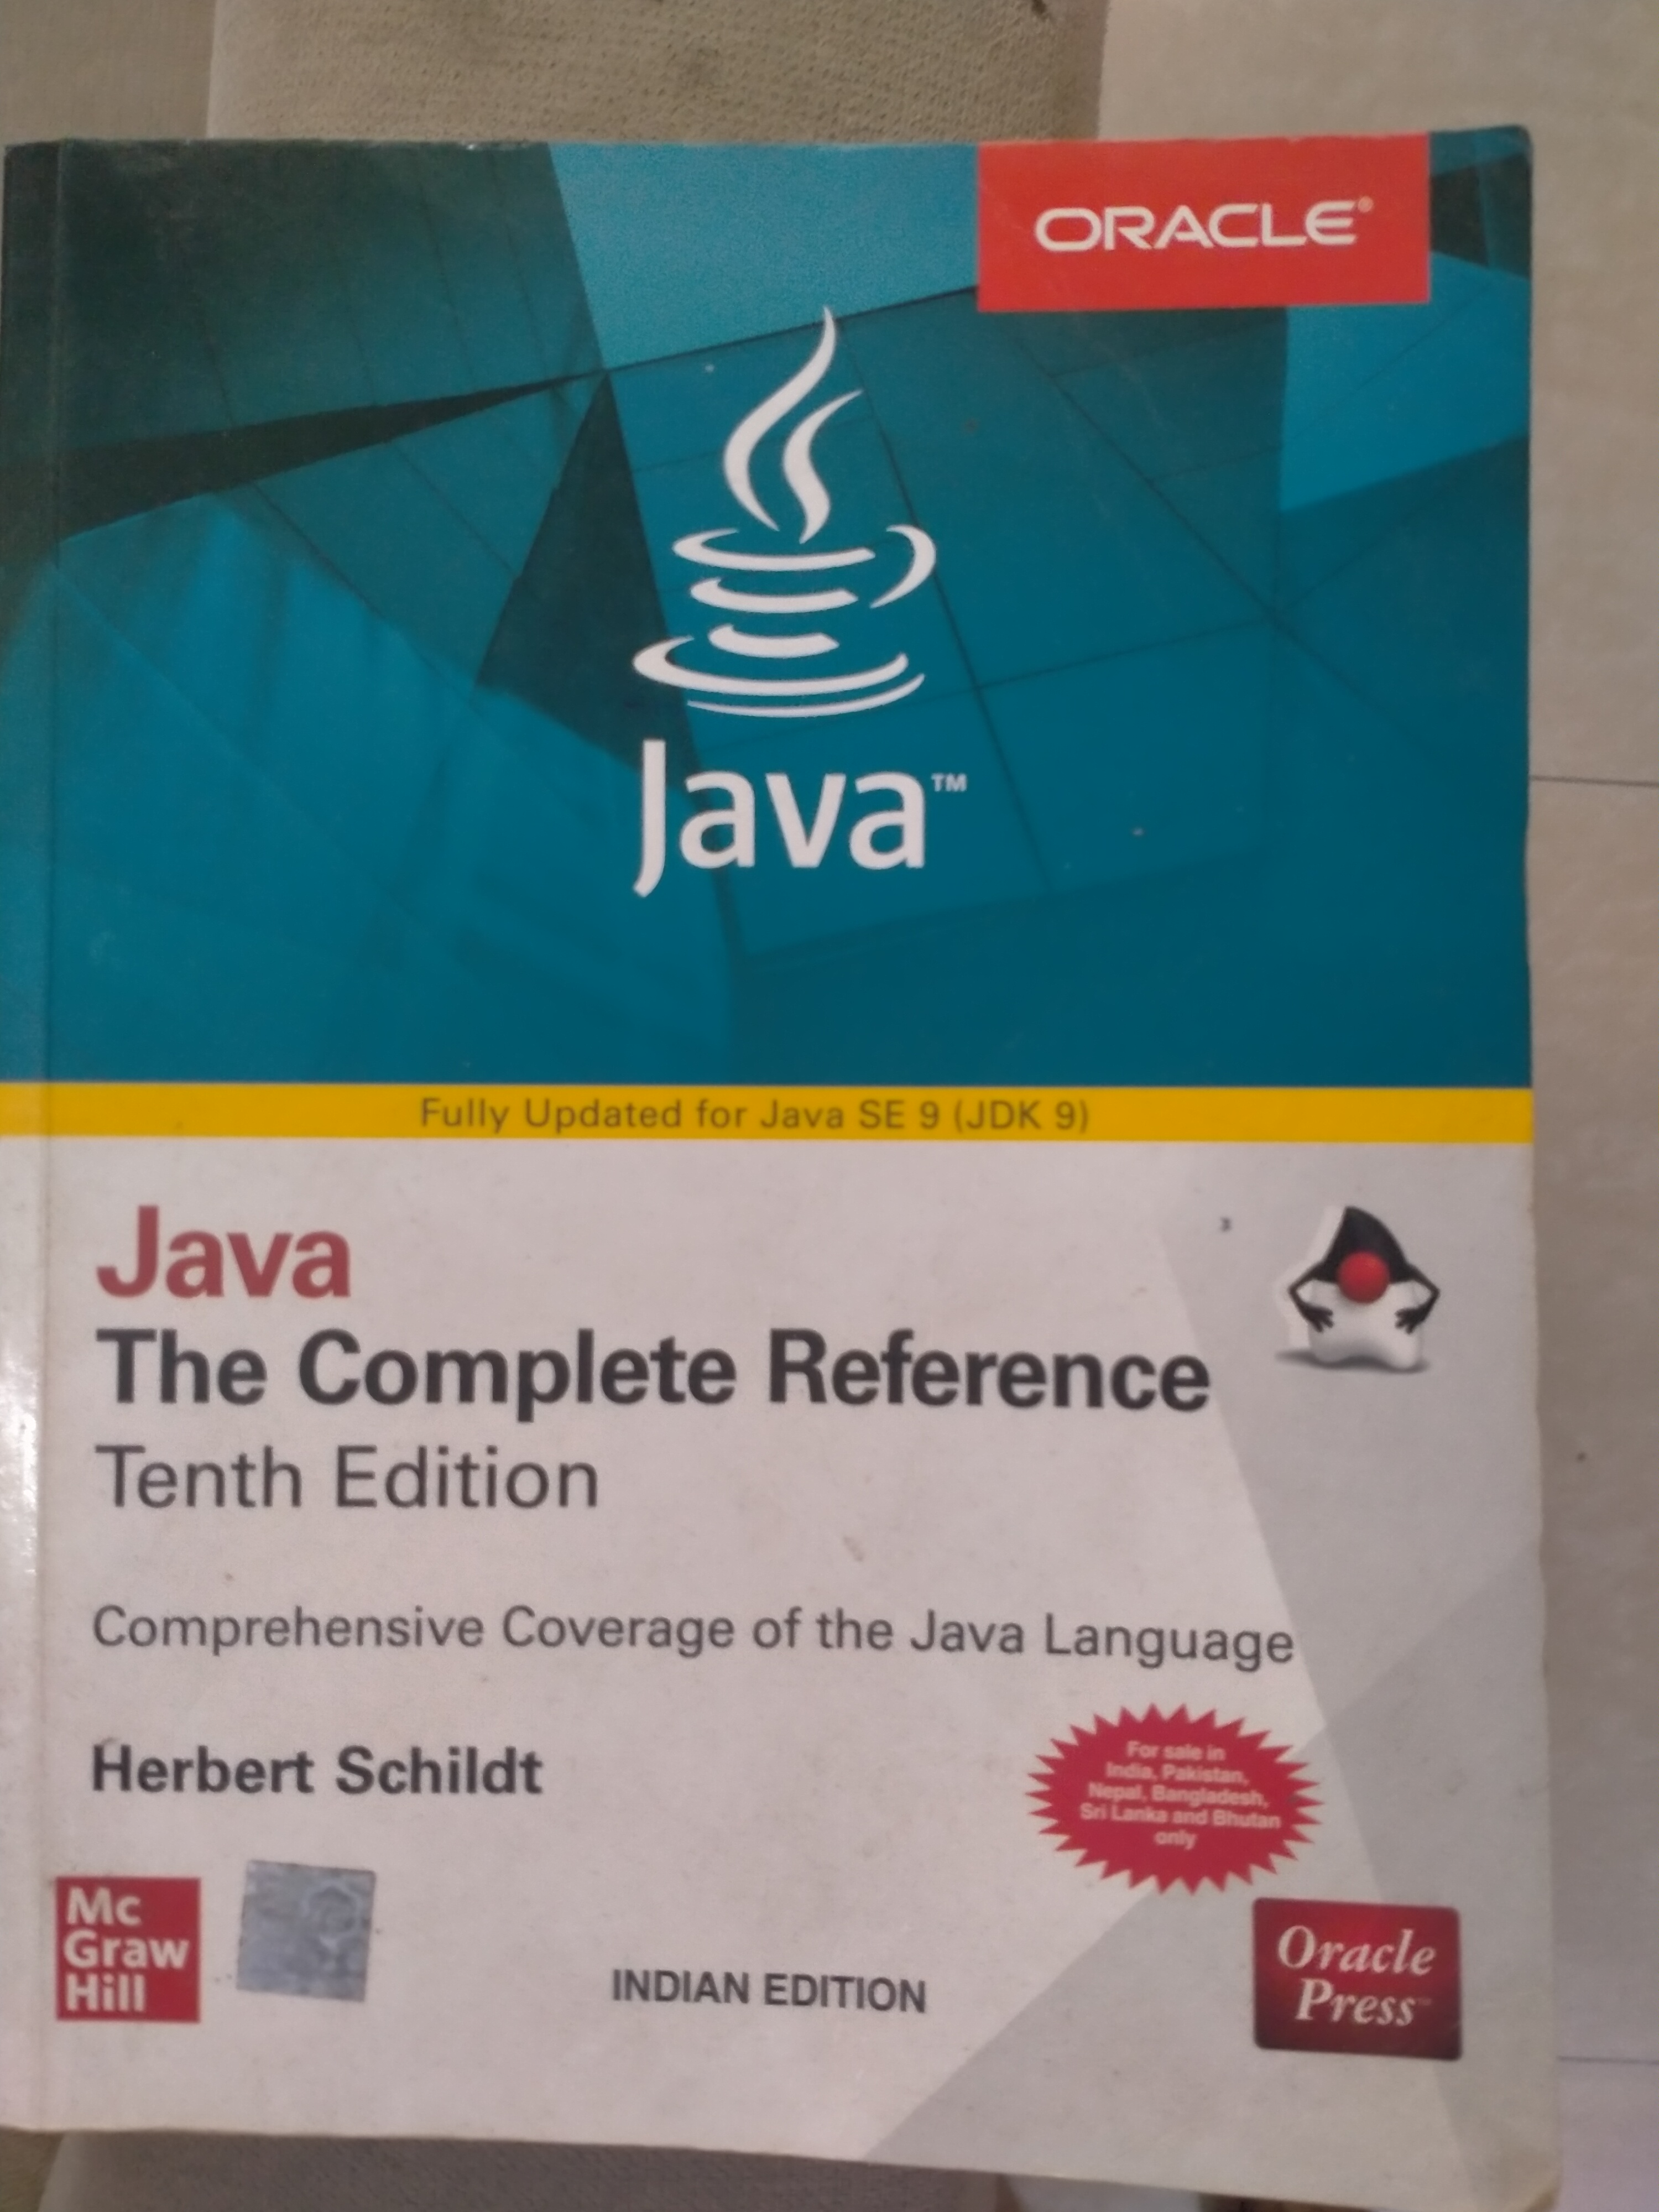 ORACLE®
Java™
Fully Updated for Java SE 9 (JDK 9)
Java
The Complete Reference
Tenth Edition
Comprehensive Coverage of the Java Language
Herbert Schildt
For sale in
India, Pakistan,
Nepal, Bangladesh,
Sri Lanka and Bhutan
only
Mc
Graw
Hill
INDIAN EDITION
Oracle
Press™